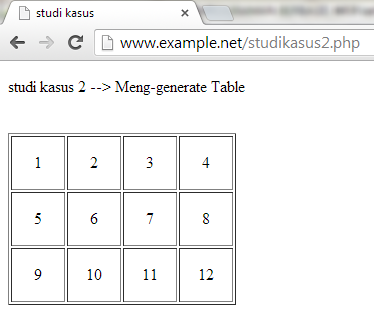 studi kasus
www.example.net/studikasus2.php
studi kasus 2 --> Meng-generate Table
1 2 3 4
5 6 7 8
9 10 11 12